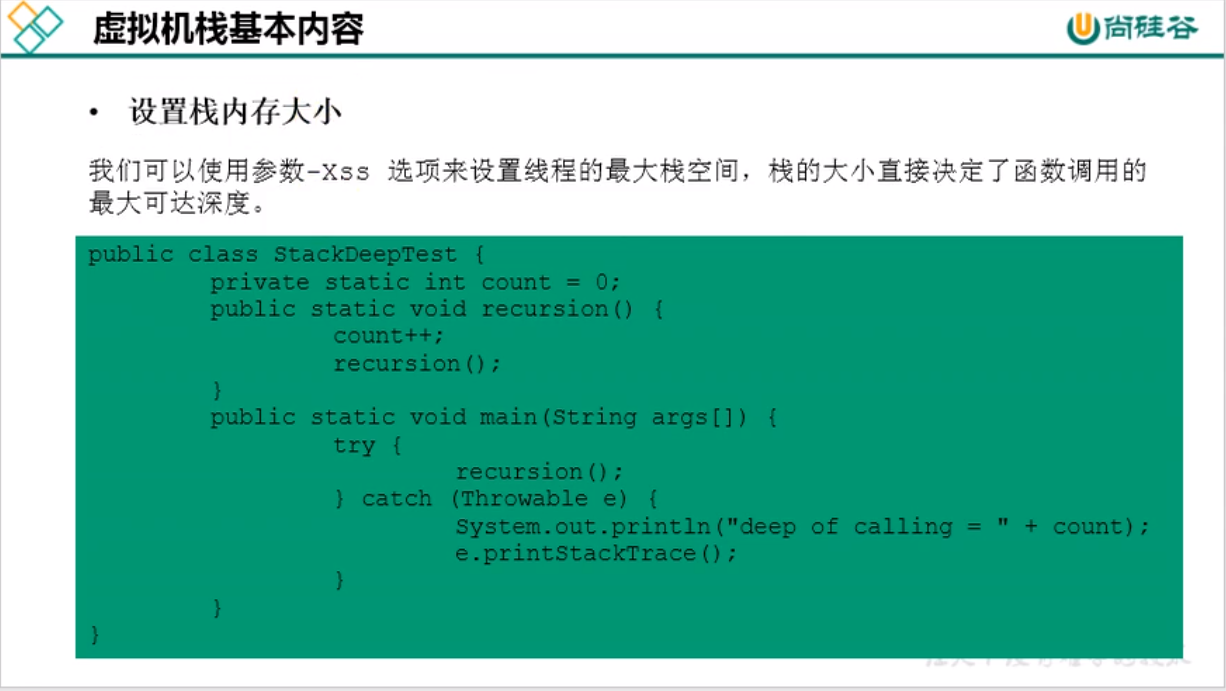 虚拟机栈基本内容
尚硅谷
• 设置栈内存大小
我们可以使用参数-Xss 选项来设置线程的最大栈空间，栈的大小直接决定了函数调用的
最大可达深度。
public class StackDeepTest {
private static int count = 0;
public static void recursion() {
count++;
recursion();
}
public static void main(String args[]) {
try {
recursion();
} catch (Throwable e) {
System.out.println("deep of calling = " + count);
e.printStackTrace();
}
}
}